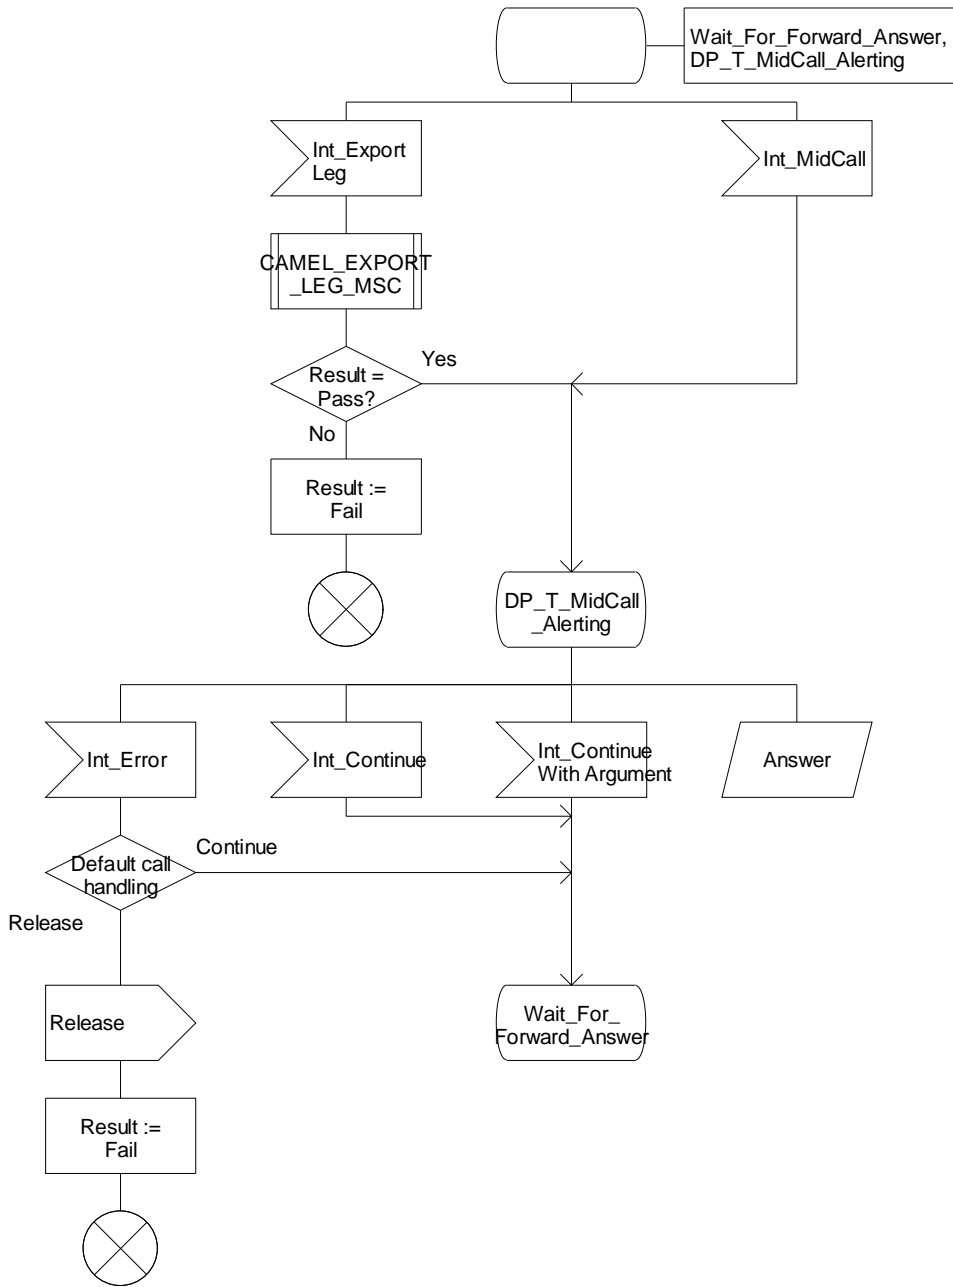 Wait_For_Forward_Answer,
DP_T_MidCall_Alerting
Int_Export
Leg
Int_MidCall
CAMEL_EXPORT
_LEG_MSC
Yes
Result =
Pass?
No
Result :=
Fail
DP_T_MidCall
_Alerting
Int_Error
Int_Continue
Int_Continue
With Argument
Answer
Continue
Default call
handling
Release
Release
Wait_For_
Forward_Answer
Result :=
Fail